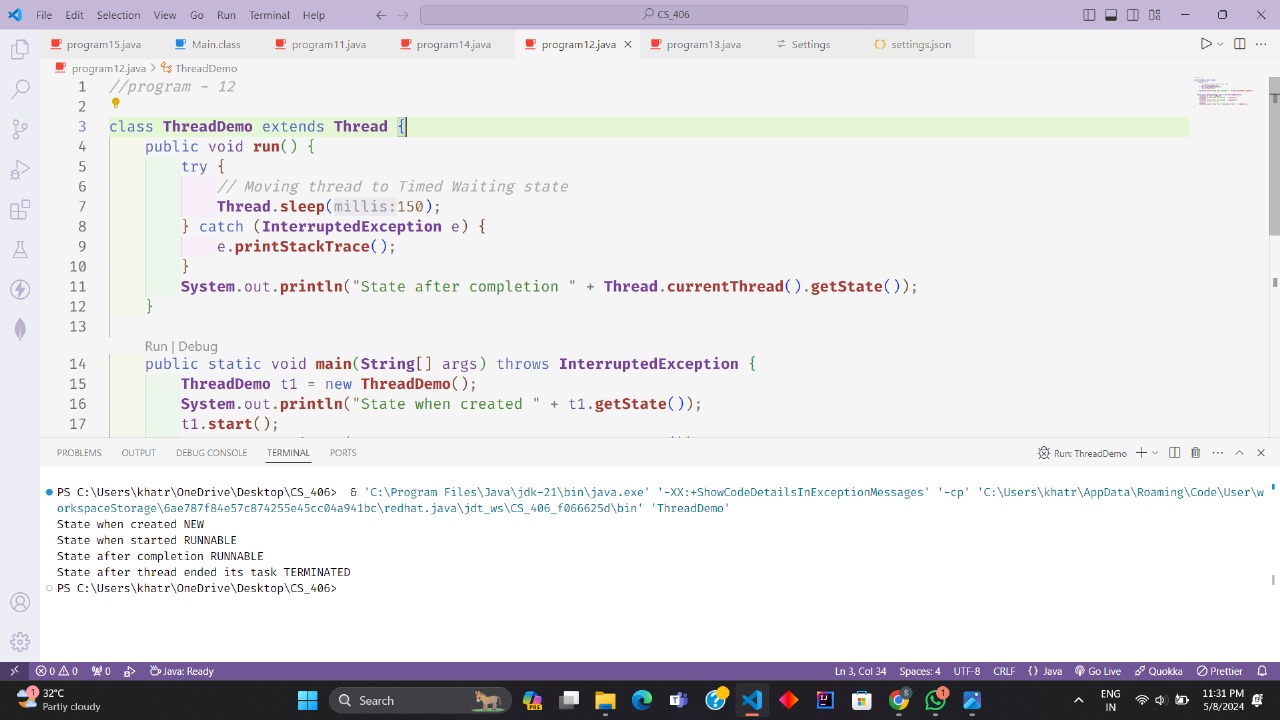 File Edit Selection View Go Run Terminal Help CS_406
program15.java Main.class program11.java program14.java program12.java program13.java Settings settings.json
program12.java > ThreadDemo
1 //program - 12
2
3 class ThreadDemo extends Thread {
4 public void run() {
5 try {
6 // Moving thread to Timed Waiting state
7 Thread.sleep(millis:150);
8 } catch (InterruptedException e) {
9 e.printStackTrace();
10 }
11 System.out.println("State after completion " + Thread.currentThread().getState());
12 }
13
Run | Debug
14 public static void main(String[] args) throws InterruptedException {
15 ThreadDemo t1 = new ThreadDemo();
16 System.out.println("State when created " + t1.getState());
17 t1.start();
PROBLEMS OUTPUT DEBUG CONSOLE TERMINAL PORTS Run: ThreadDemo
PS C:\Users\khatr\OneDrive\Desktop\CS_406> & 'C:\Program Files\Java\jdk-21\bin\java.exe' '-XX:+ShowCodeDetailsInExceptionMessages' '-cp' 'C:\Users\khatr\AppData\Roaming\Code\User\w
orkspaceStorage\6ae787f84e57c874255e45cc04a941bc\redhat.java\jdt_ws\CS_406_f066625d\bin' 'ThreadDemo'
State when created NEW
State when started RUNNABLE
State after completion RUNNABLE
State after thread ended its task TERMINATED
PS C:\Users\khatr\OneDrive\Desktop\CS_406>
0 0 0 Java: Ready Ln 3, Col 34 Spaces: 4 UTF-8 CRLF {} Java Go Live Quokka Prettier
1 32°C Partly cloudy Search PRE S 1 ENG IN 11:31 PM 5/8/2024